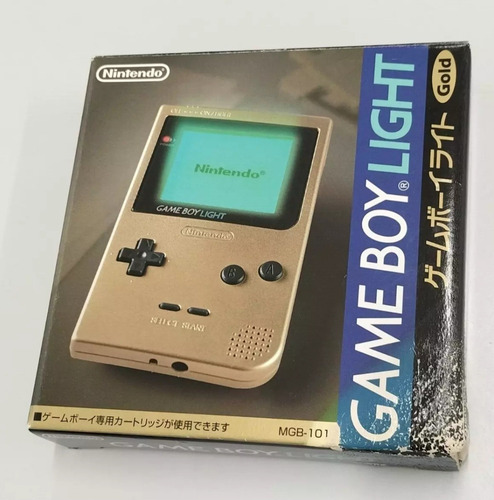 Nintendo
Nintendo®
GAME BOY LIGHT
Nintendo
B
A
SELECT START
GAME BOY® LIGHT
ゲームボーイライト
Gold
■ゲームボーイ専用カートリッジが使用できます
MGB-101